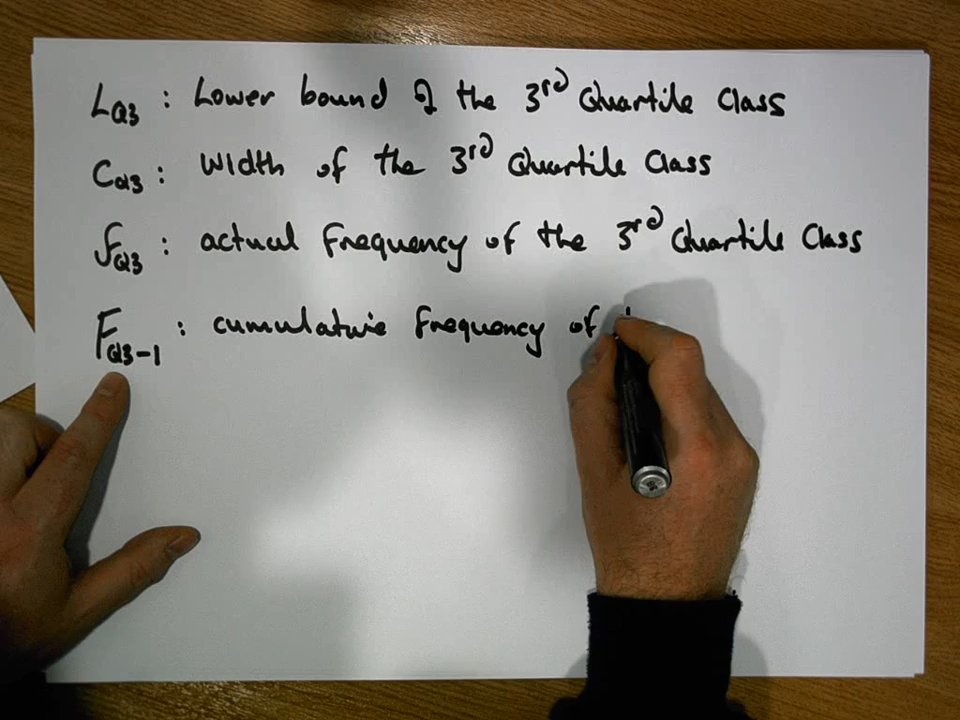 LQ3 : Lower bound of the 3rd Quartile Class
CQ3 : Width of the 3rd Quartile Class
fQ3 : actual frequency of the 3rd Quartile Class
FQ3-1 : cumulative frequency of